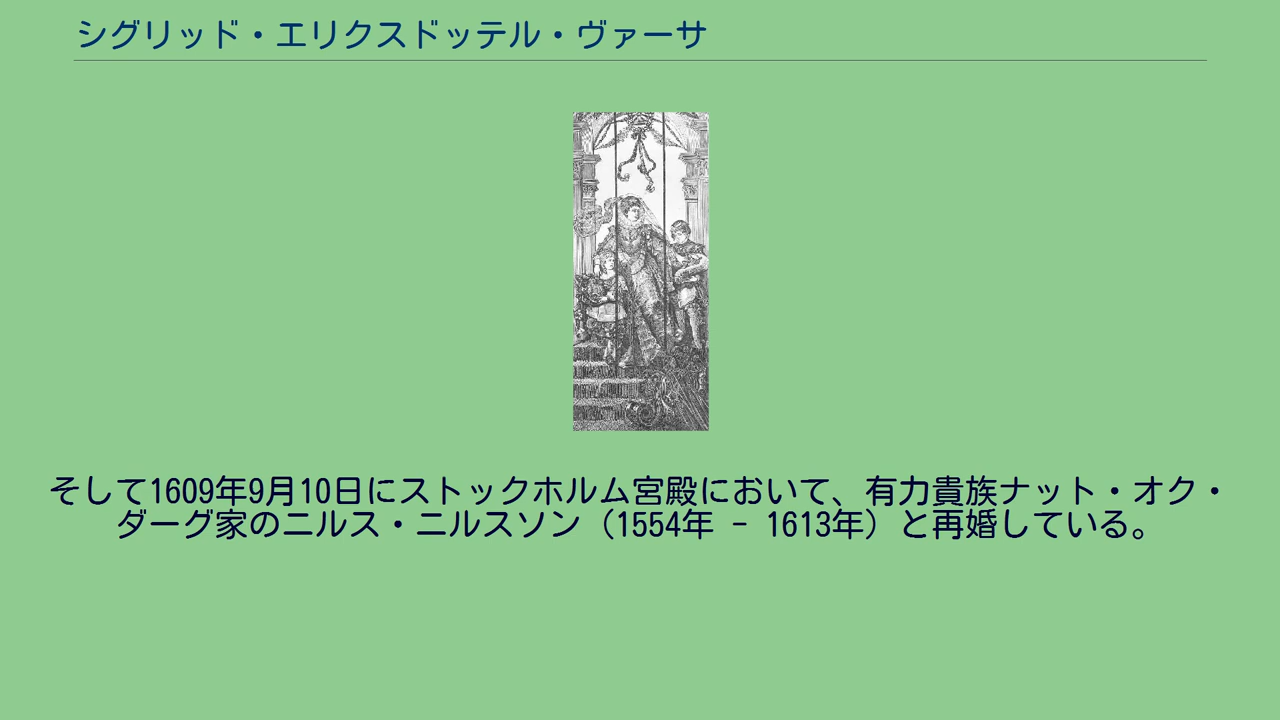 シグリッド・エリクスドッテル・ヴァーサ
そして1609年9月10日にストックホルム宮殿において、有力貴族ナット・オク・
ダーグ家のニルス・ニルスソン（1554年 - 1613年）と再婚している。